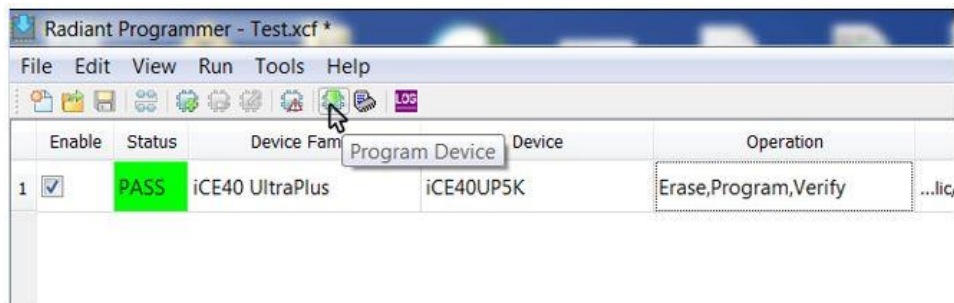 Radiant Programmer - Test.xcf *
File Edit View Run Tools Help
LOG
Enable Status Device Fam Device Operation
Program Device
1 PASS iCE40 UltraPlus iCE40UP5K Erase,Program,Verify ...lic/